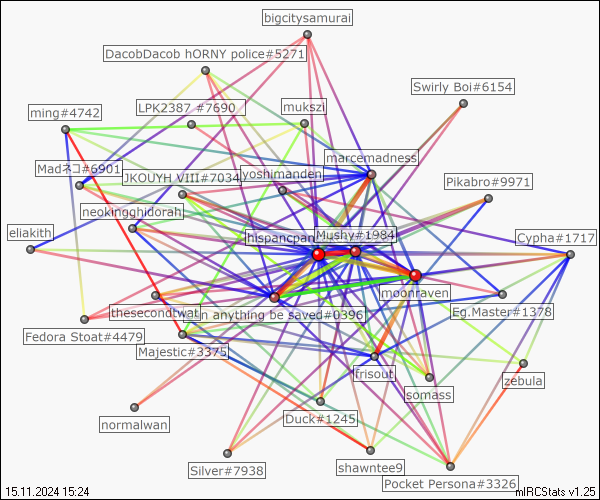 bigcitysamurai
DacobDacob hORNY police#5271
Swirly Boi#6154
LPK2387 #7690
mukszi
ming#4742
marcemadness
Madネコ#6901
JKOUYH VIII#7034
yoshimanden
Pikabro#9971
neokingghidorah
eliakith
hispancpan
Mushy#1984
Cypha#1717
moonraven
Eg.Master#1378
thesecondtwat
n anything be saved#0396
Fedora Stoat#4479
Majestic#3375
frisout
zebula
somass
Duck#1245
normalwan
Silver#7938
shawntee9
Pocket Persona#3326
15.11.2024 15:24
mIRCStats v1.25